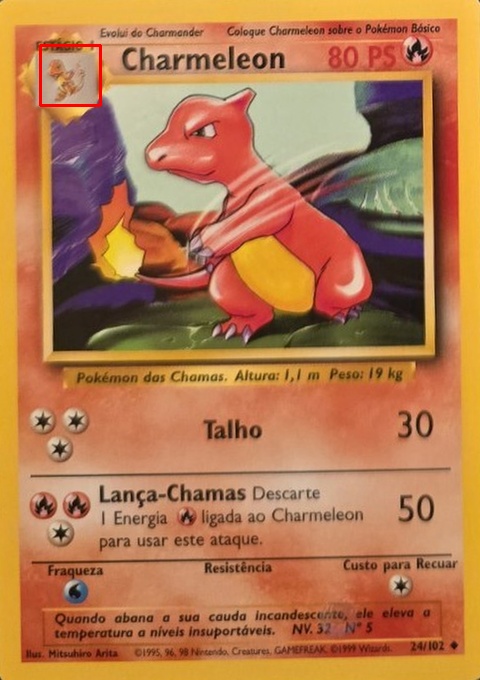 Evolui do Charmander Coloque Charmeleon sobre o Pokémon Básico
ESTÁGIO 1
Charmeleon 80 PS
Pokémon das Chamas. Altura: 1,1 m Peso: 19 kg
Talho 30
Lança-Chamas Descarte
1 Energia ligada ao Charmeleon
para usar este ataque.
50
Fraqueza Resistência Custo para Recuar
Quando abana a sua cauda incandescente, ele eleva a
temperatura a níveis insuportáveis. NV. 32 Nº 5
Ilus. Mitsuhiro Arita ©1995, 96, 98 Nintendo, Creatures, GAMEFREAK. ©1999 Wizards. 24/102